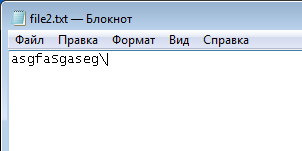 file2.txt — Блокнот
Файл Правка Формат Вид Справка
asgfaSgaseg\